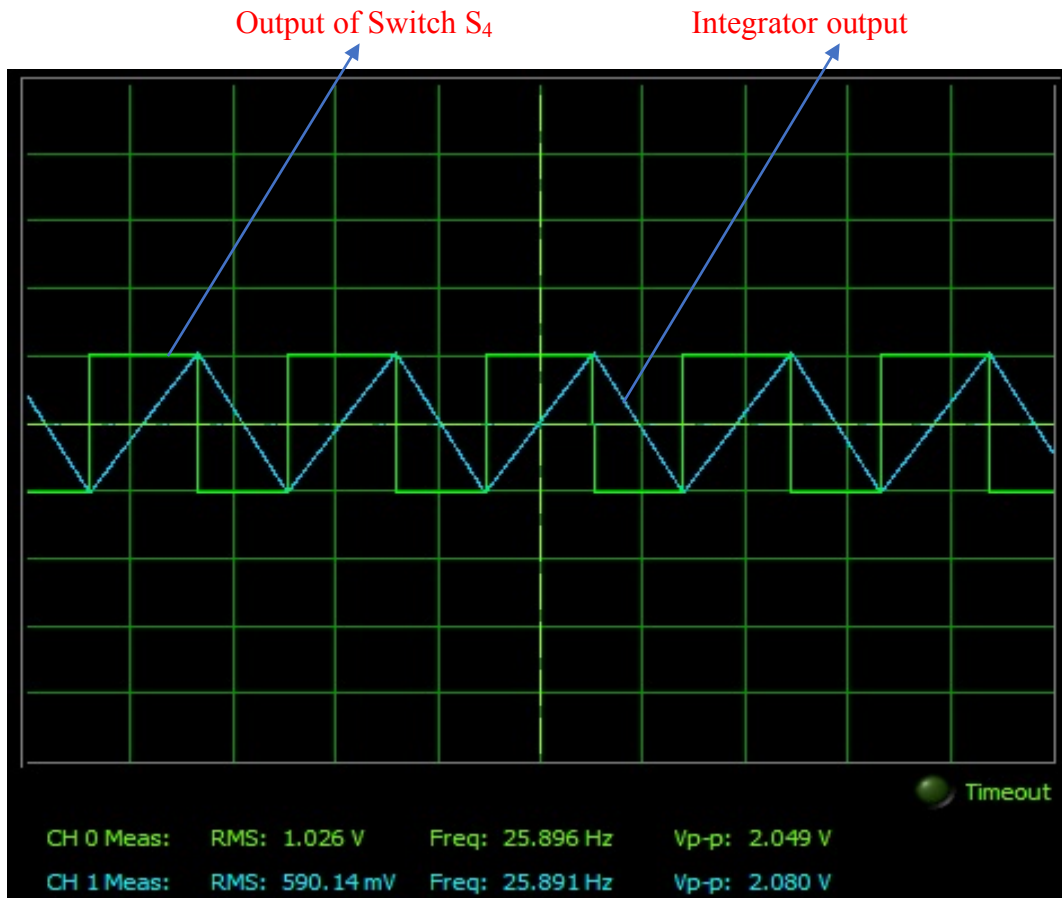 Output of Switch S4 Integrator output
Timeout
CH 0 Meas: RMS: 1.026 V Freq: 25.896 Hz Vp-p: 2.049 V
CH 1 Meas: RMS: 590.14 mV Freq: 25.891 Hz Vp-p: 2.080 V